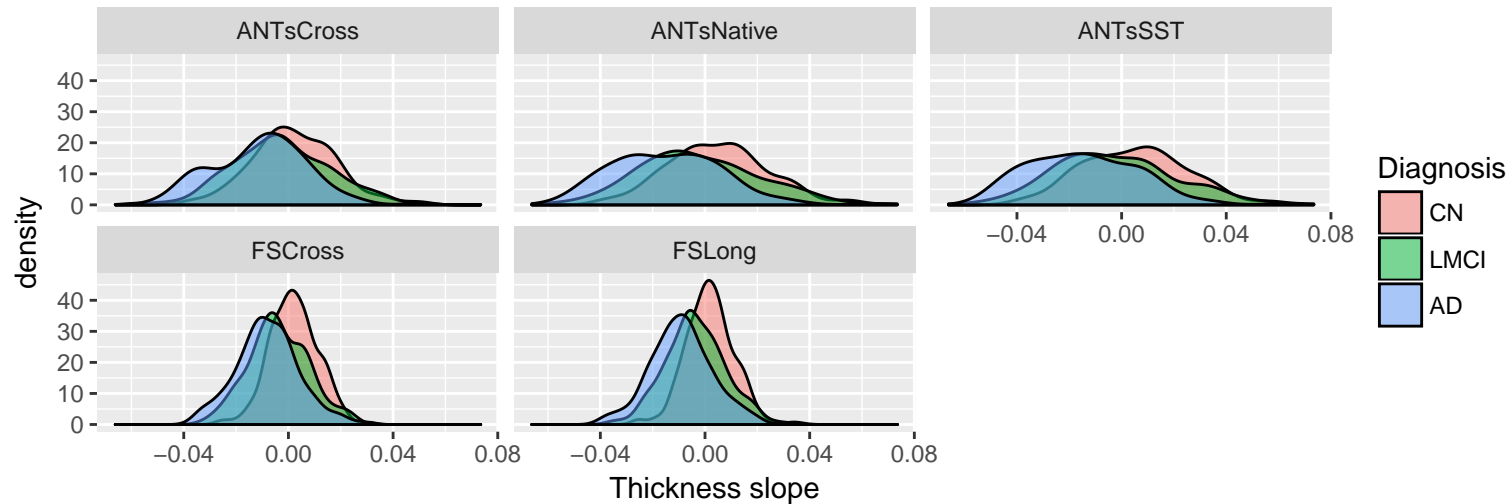 ANTsCross ANTsNative ANTsSST
40
30
20
10
0
−0.04 0.00 0.04 0.08
density
FSCross FSLong
40
30
20
10
0
−0.04 0.00 0.04 0.08 −0.04 0.00 0.04 0.08
Thickness slope
Diagnosis
CN
LMCI
AD